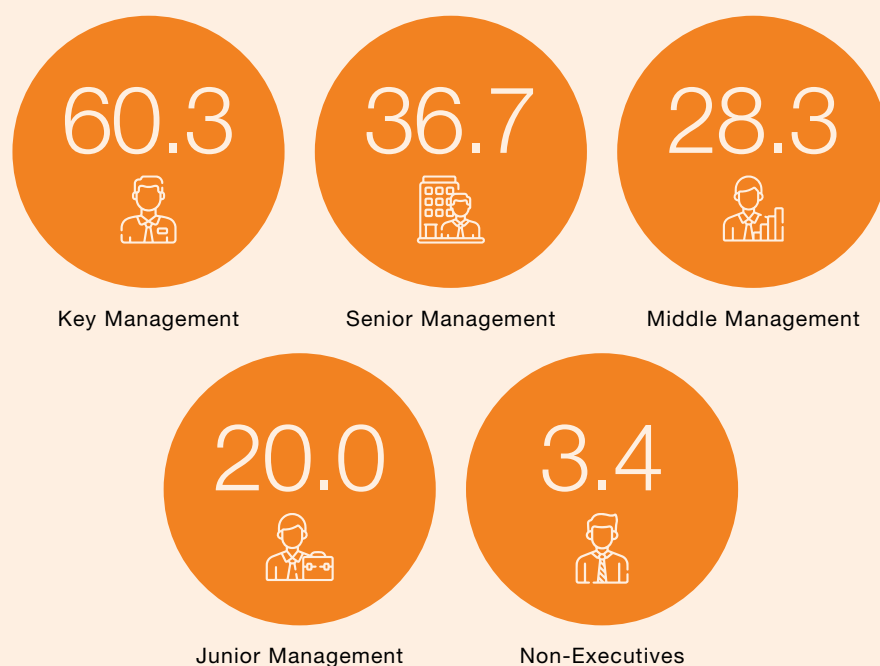 60.3
36.7
28.3
Key Management
Senior Management
Middle Management
20.0
3.4
Junior Management
Non-Executives